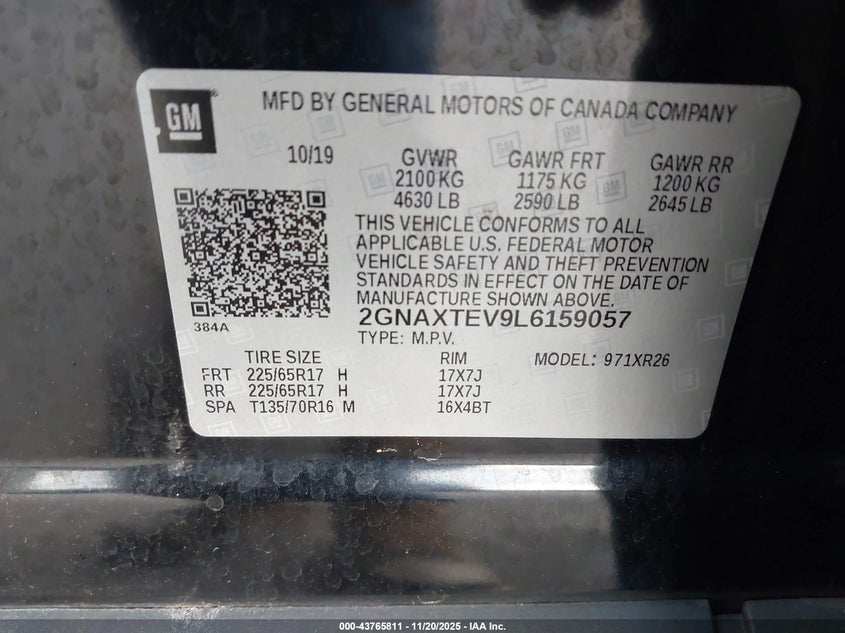 GM
MFD BY GENERAL MOTORS OF CANADA COMPANY
10/19 GVWR GAWR FRT GAWR RR
2100 KG 1175 KG 1200 KG
4630 LB 2590 LB 2645 LB
THIS VEHICLE CONFORMS TO ALL
APPLICABLE U.S. FEDERAL MOTOR
VEHICLE SAFETY AND THEFT PREVENTION
STANDARDS IN EFFECT ON THE DATE OF
MANUFACTURE SHOWN ABOVE.
384A
2GNAXTEV9L6159057
TYPE: M.P.V.
TIRE SIZE RIM MODEL: 971XR26
FRT 225/65R17 H 17X7J
RR 225/65R17 H 17X7J
SPA T135/70R16 M 16X4BT
000-43765811 - 11/20/2025 - IAA Inc.